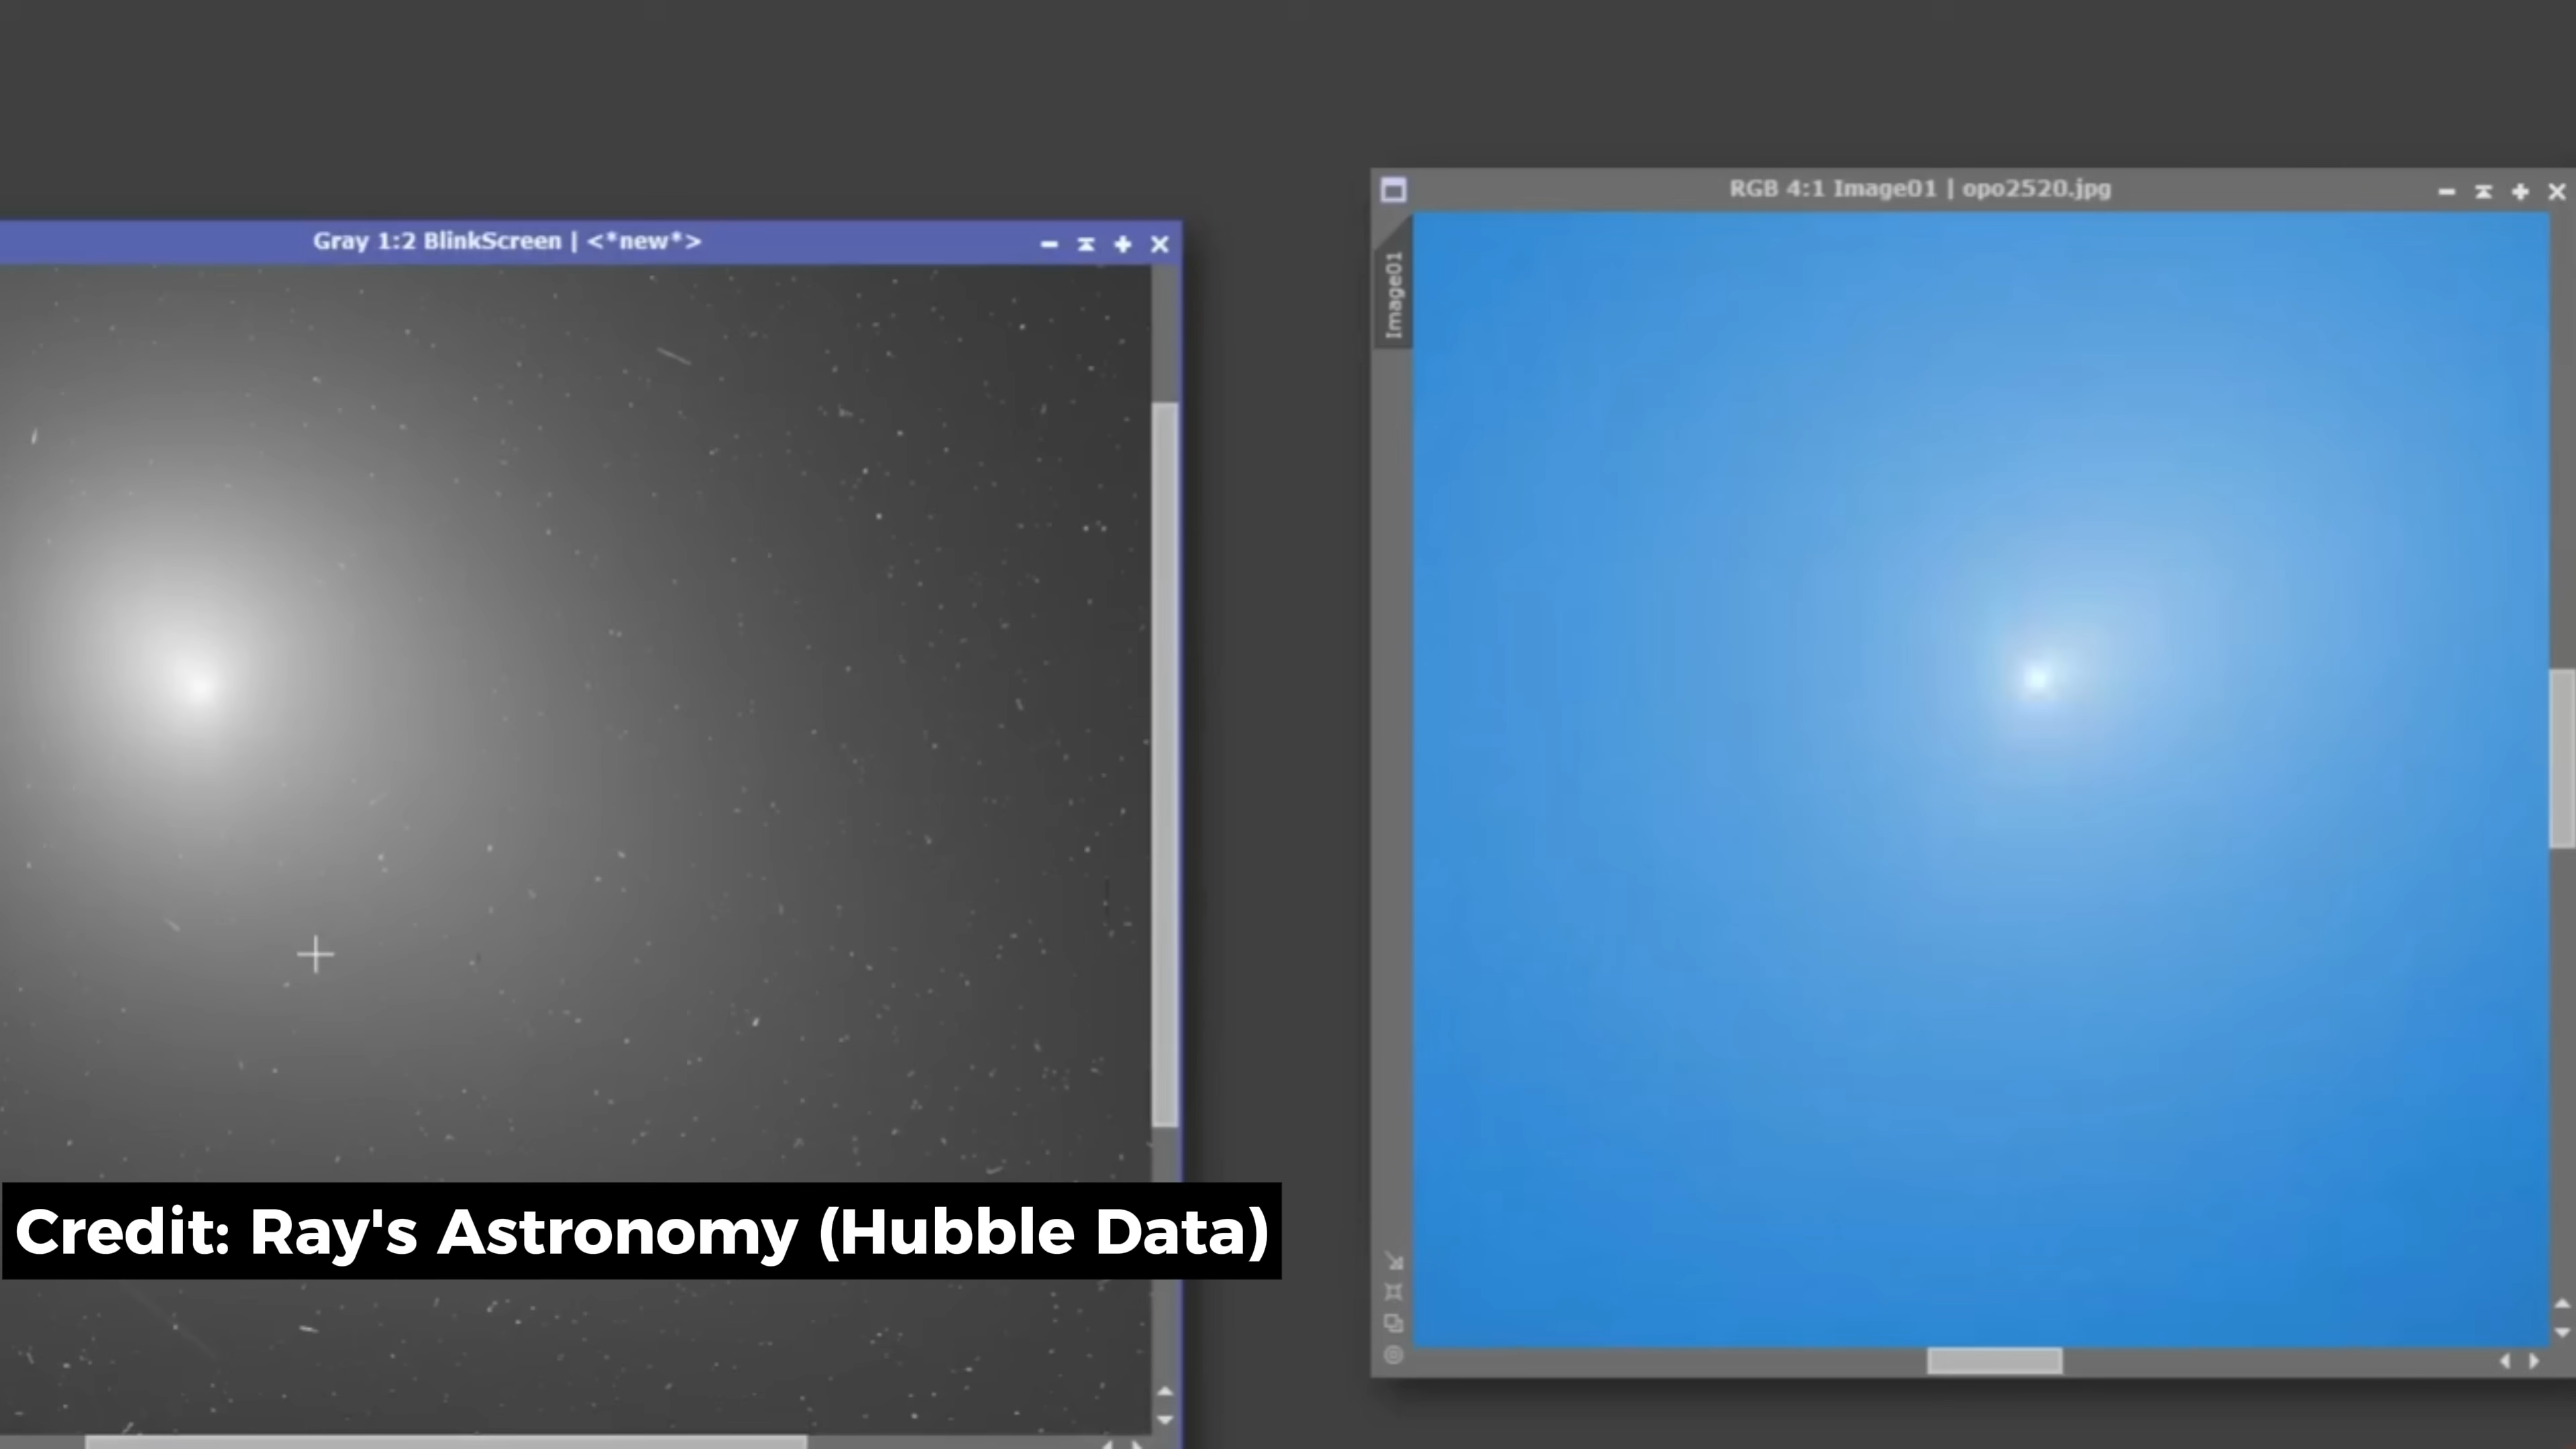 Gray 1:2 BlinkScreen | <*new*>
RGB 4:1 Image01 | opo2520.jpg
Image01
Credit: Ray's Astronomy (Hubble Data)